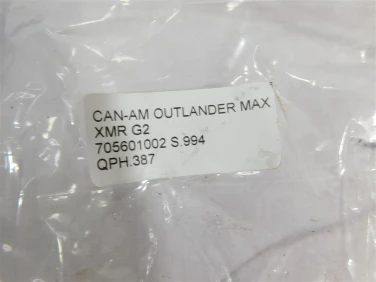 CAN-AM OUTLANDER MAX
XMR G2
705601002 S.994
QPH.387